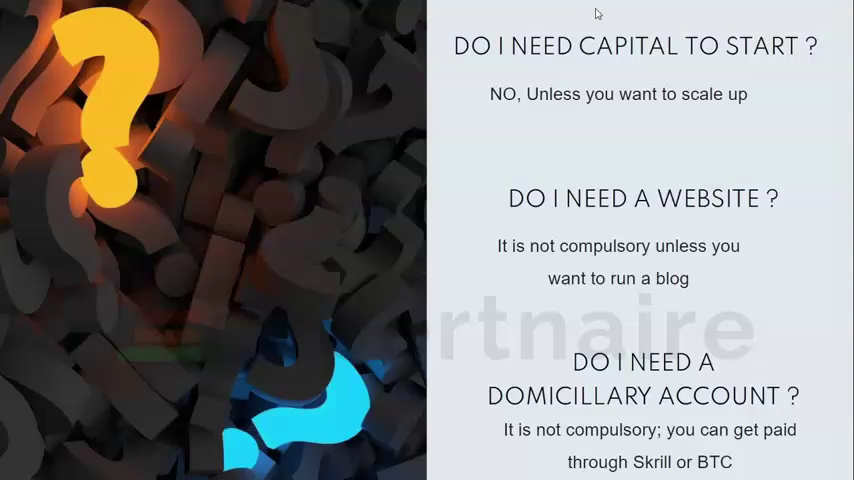 DO I NEED CAPITAL TO START ?
NO, Unless you want to scale up
DO I NEED A WEBSITE ?
It is not compulsory unless you
want to run a blog
rtnaire
DO I NEED A
DOMICILLARY ACCOUNT ?
It is not compulsory; you can get paid
through Skrill or BTC